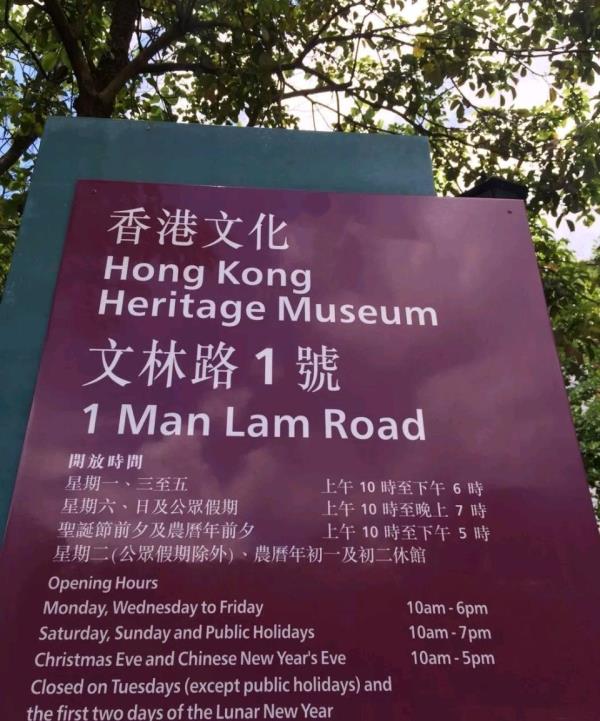 香港文化
Hong Kong
Heritage Museum
文林路 1 號
1 Man Lam Road
開放時間
星期一、三至五 上午 10 時至下午 6 時
星期六、日及公眾假期 上午 10 時至晚上 7 時
聖誕節前夕及農曆年前夕 上午 10 時至下午 5 時
星期二(公眾假期除外)、農曆年初一及初二休館
Opening Hours
Monday, Wednesday to Friday 10am - 6pm
Saturday, Sunday and Public Holidays 10am - 7pm
Christmas Eve and Chinese New Year's Eve 10am - 5pm
Closed on Tuesdays (except public holidays) and
the first two days of the Lunar New Year